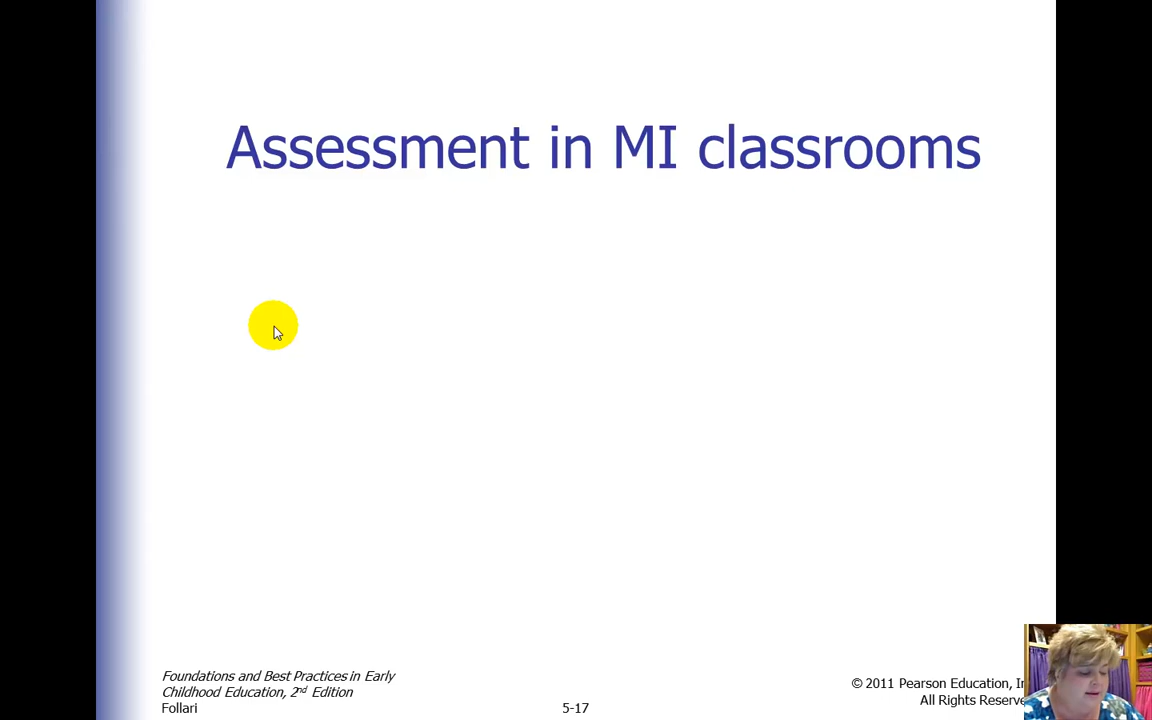 Assessment in MI classrooms
Foundations and Best Practices in Early
Childhood Education, 2nd Edition
Follari
5-17
© 2011 Pearson Education,
All Rights